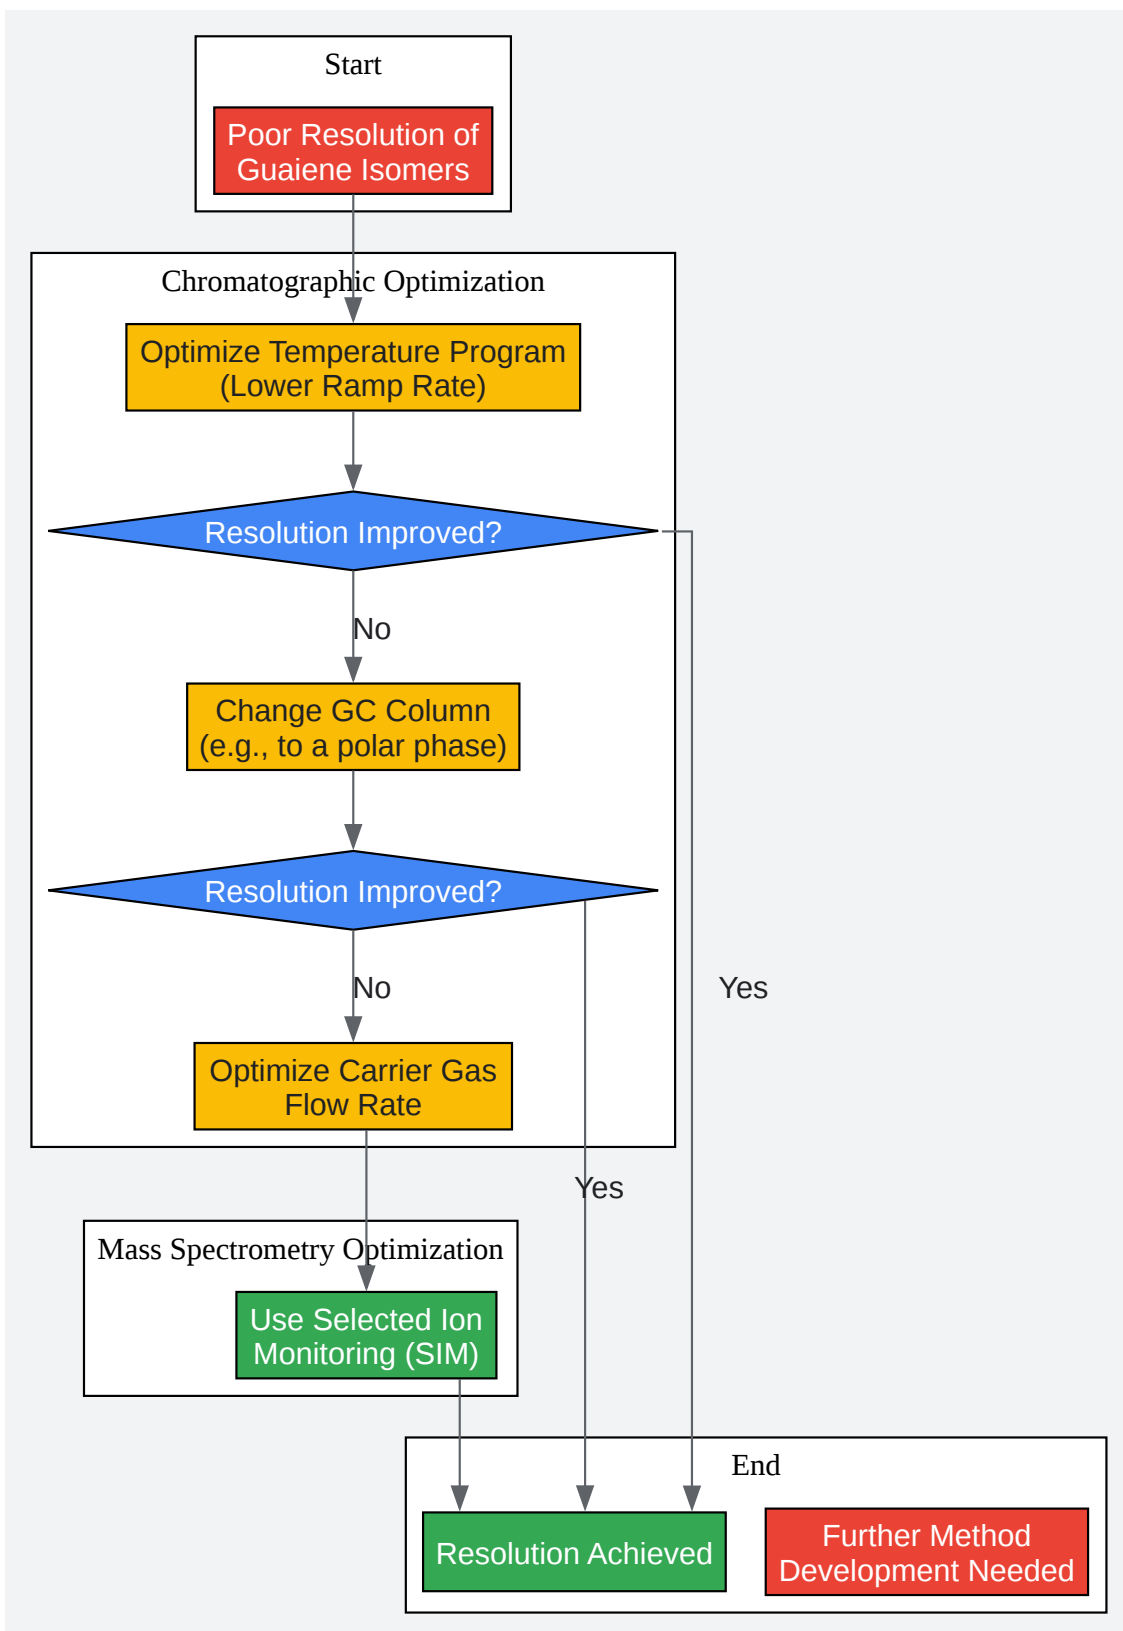 Start
Poor Resolution of
Guaiene Isomers
Chromatographic Optimization
Optimize Temperature Program
(Lower Ramp Rate)
Resolution Improved?
No
Change GC Column
(e.g., to a polar phase)
Resolution Improved?
No
Yes
Optimize Carrier Gas
Flow Rate
Yes
Mass Spectrometry Optimization
Use Selected Ion
Monitoring (SIM)
End
Resolution Achieved
Further Method
Development Needed